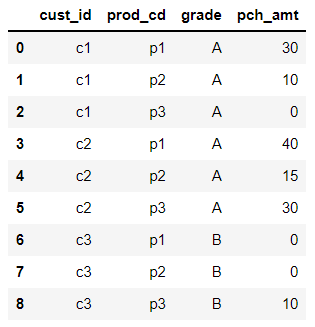 cust_id prod_cd grade pch_amt
0 c1 p1 A 30
1 c1 p2 A 10
2 c1 p3 A 0
3 c2 p1 A 40
4 c2 p2 A 15
5 c2 p3 A 30
6 c3 p1 B 0
7 c3 p2 B 0
8 c3 p3 B 10